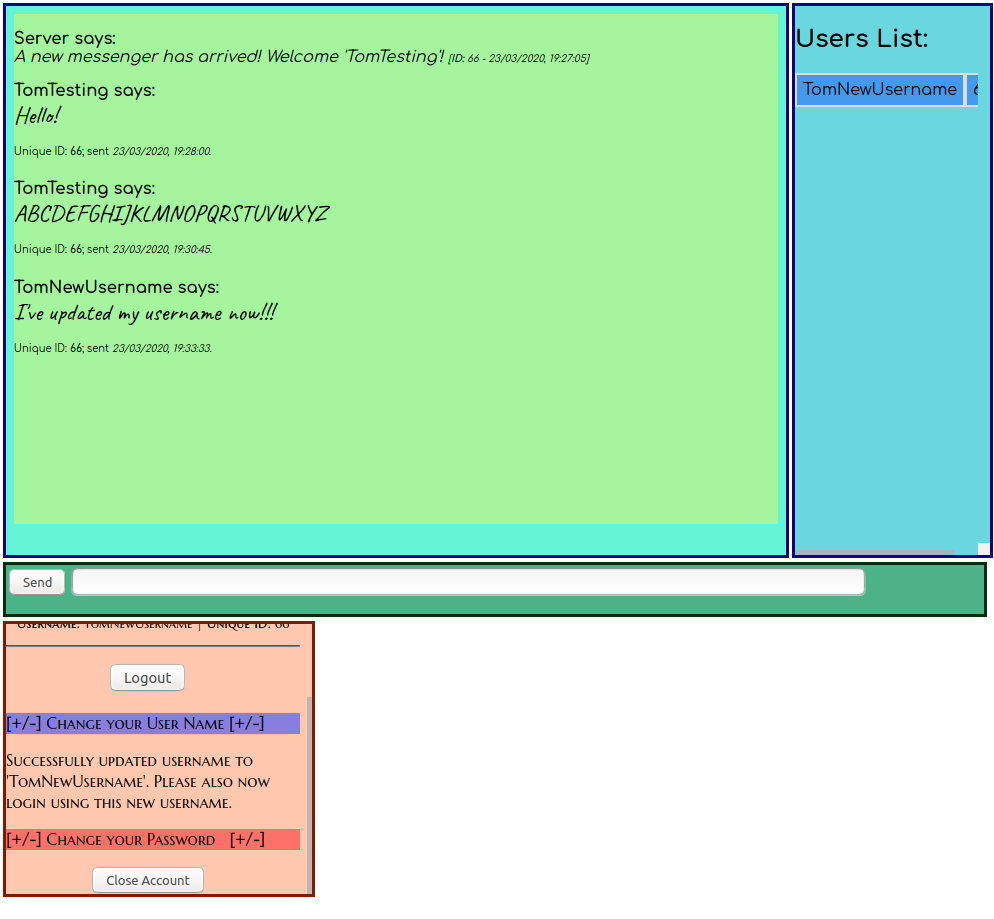 Server says:
A new messenger has arrived! Welcome 'TomTesting'! [ID: 66 - 23/03/2020, 19:27:05]
TomTesting says:
Hello!
Unique ID: 66; sent 23/03/2020, 19:28:00.
TomTesting says:
ABCDEFGHIJKLMNOPQRSTUVWXYZ
Unique ID: 66; sent 23/03/2020, 19:30:45.
TomNewUsername says:
I've updated my username now!!!
Unique ID: 66; sent 23/03/2020, 19:33:33.
Users List:
TomNewUsername
Send
Username: TomNewUsername | Unique ID: 66
Logout
[+/-] Change your User Name [+/-]
Successfully updated username to
'TomNewUsername'. Please also now
login using this new username.
[+/-] Change your Password [+/-]
Close Account